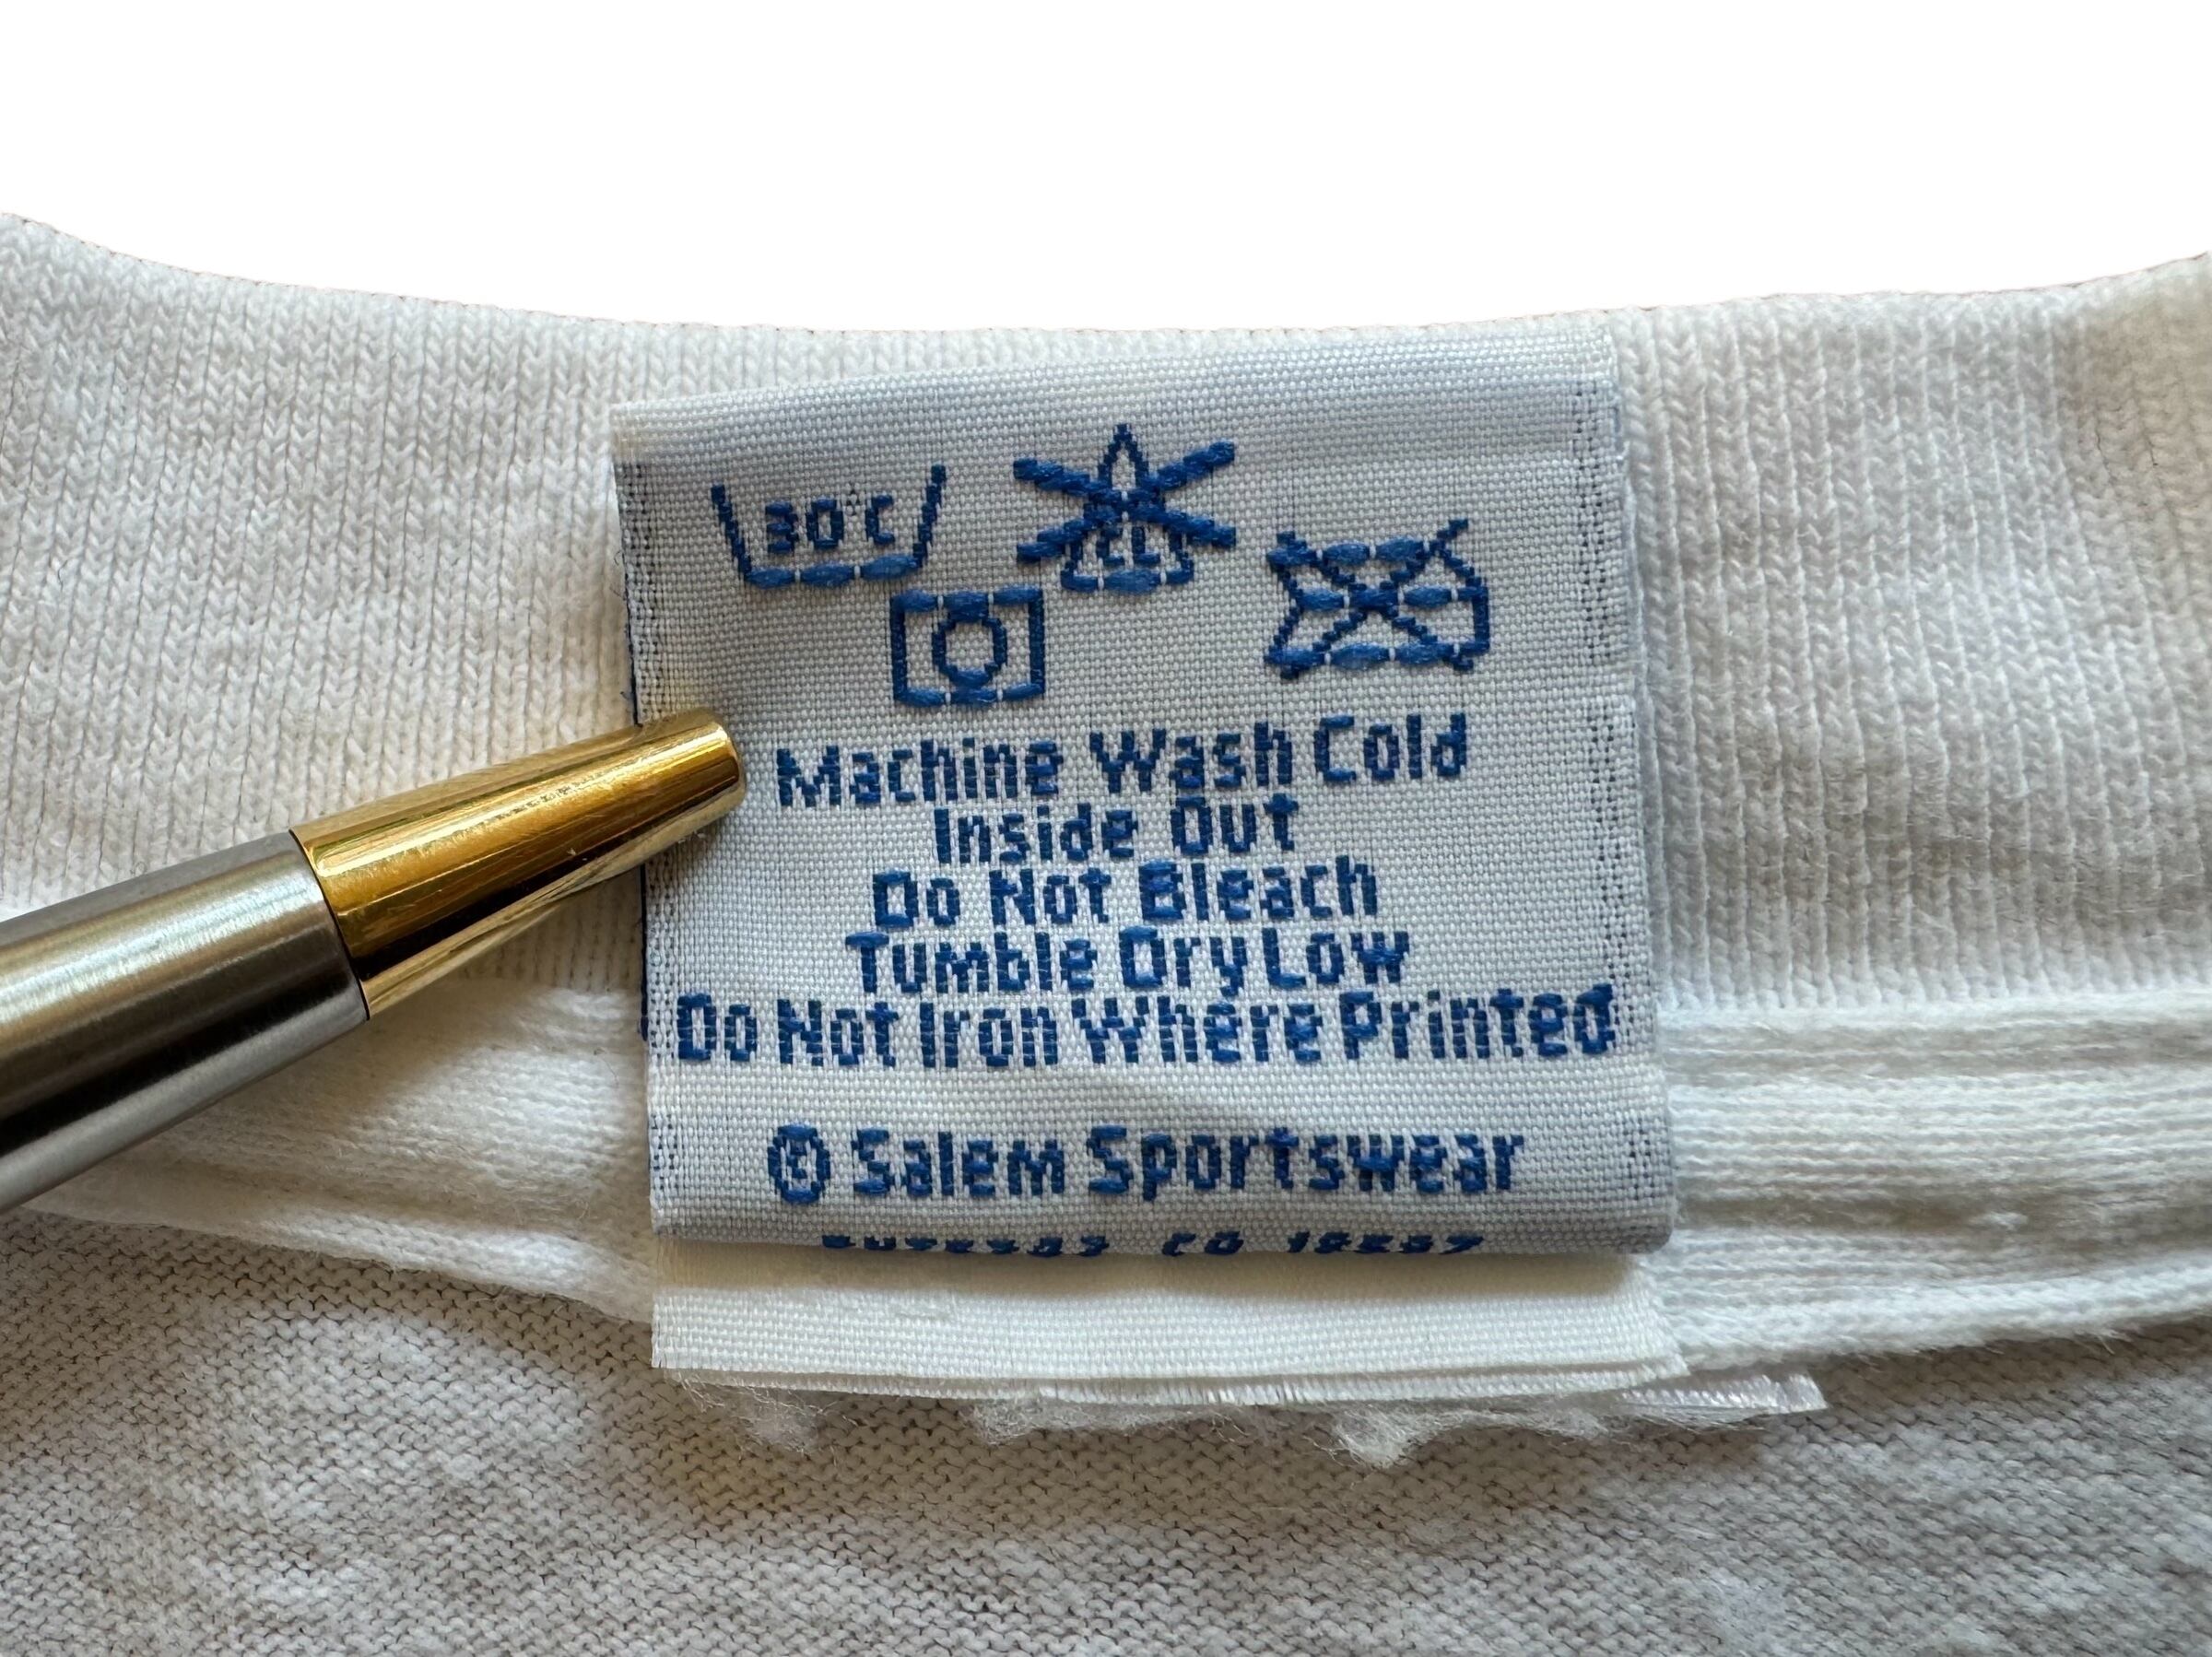 30°C
CL
Machine Wash Cold
Inside Out
Do Not Bleach
Tumble Dry Low
Do Not Iron Where Printed
© Salem Sportswear